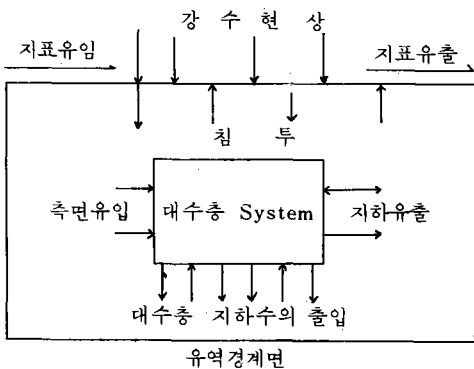 강 수 현 상
지표유임 지표유출
침 투
측면유입 대수층 System 지하유출
대수층 지하수의 출입
유역경계면